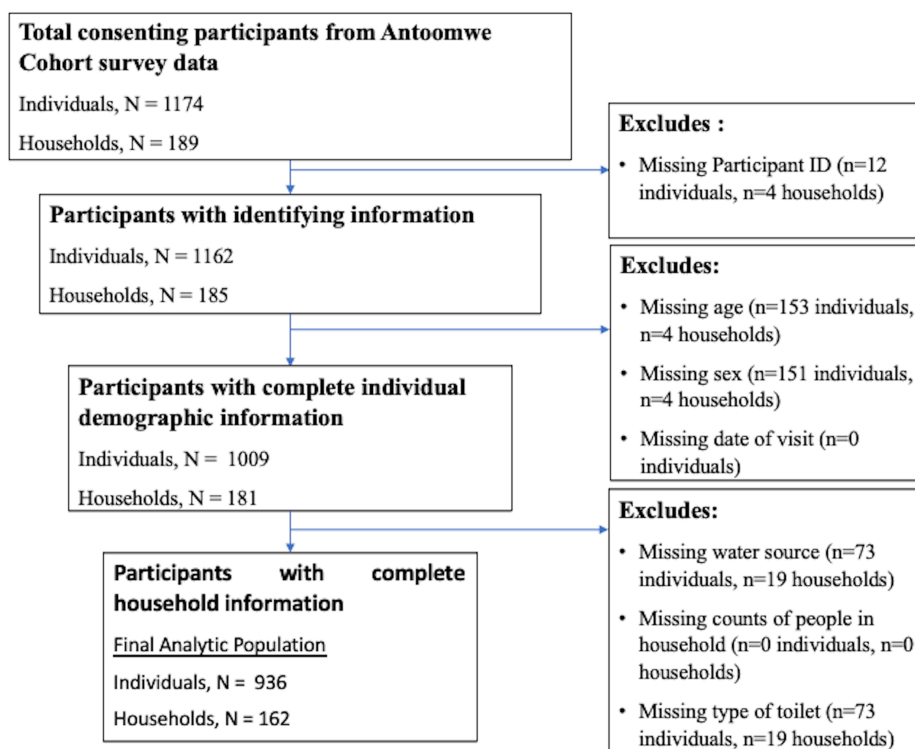 Total consenting participants from Antoomwe
Cohort survey data
Individuals, N = 1174
Households, N = 189
Excludes :
• Missing Participant ID (n=12
individuals, n=4 households)
Participants with identifying information
Individuals, N = 1162
Households, N = 185
Excludes:
• Missing age (n=153 individuals,
n=4 households)
• Missing sex (n=151 individuals,
n=4 households)
• Missing date of visit (n=0
individuals)
Participants with complete individual
demographic information
Individuals, N = 1009
Households, N = 181
Excludes:
• Missing water source (n=73
individuals, n=19 households)
• Missing counts of people in
household (n=0 individuals, n=0
households)
• Missing type of toilet (n=73
individuals, n=19 households)
Participants with complete
household information
Final Analytic Population
Individuals, N = 936
Households, N = 162